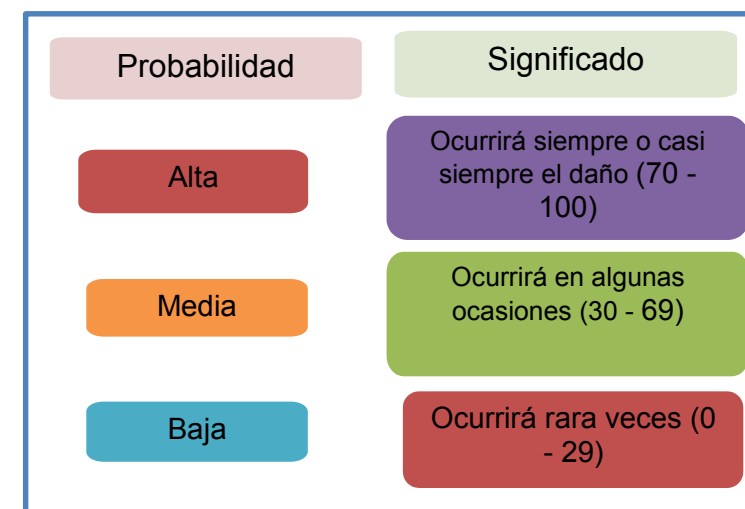 Probabilidad
Significado
Alta
Ocurrirá siempre o casi
siempre el daño (70 -
100)
Media
Ocurrirá en algunas
ocasiones (30 - 69)
Baja
Ocurrirá rara veces (0
- 29)